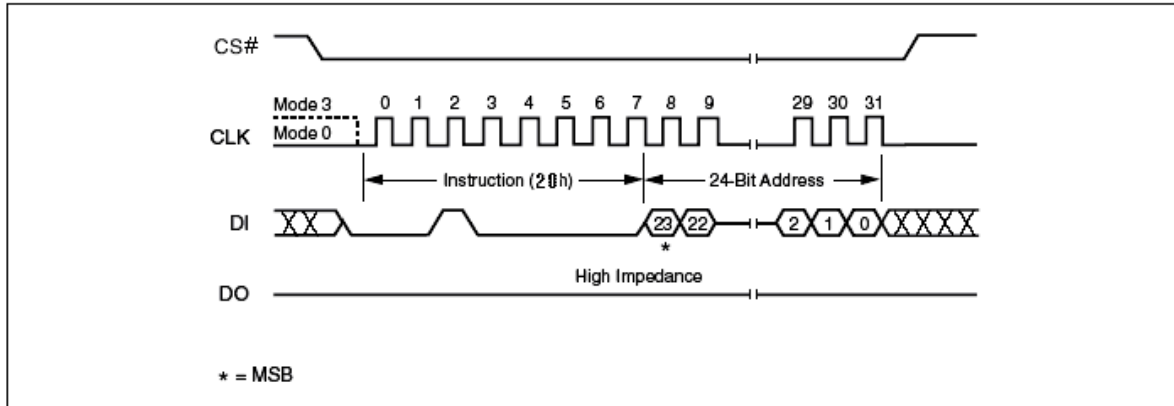 CS#
Mode 3 0 1 2 3 4 5 6 7 8 9 29 30 31
CLK Mode 0
Instruction (20h) 24-Bit Address
DI 23 22 2 1 0
*
High Impedance
DO
* = MSB